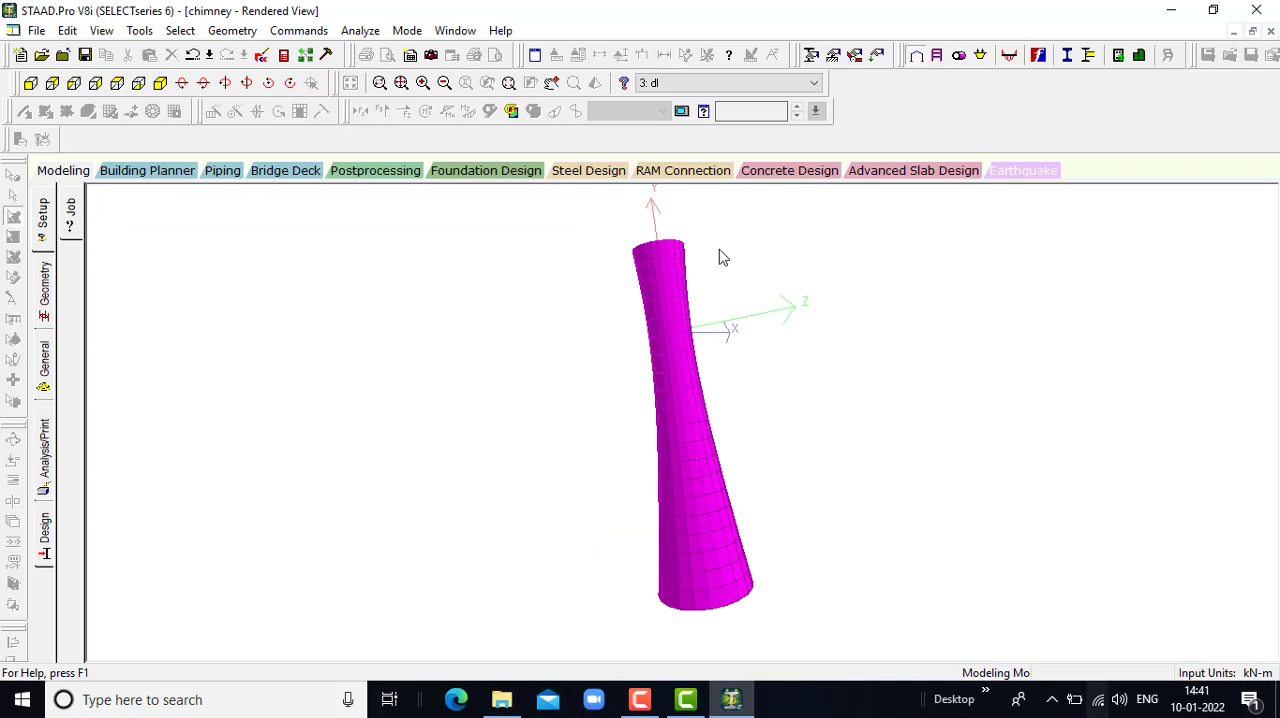 STAAD.Pro V8i (SELECTseries 6) - [chimney - Rendered View]
File Edit View Tools Select Geometry Commands Analyze Mode Window Help
3: dl
Modeling Building Planner Piping Bridge Deck Postprocessing Foundation Design Steel Design RAM Connection Concrete Design Advanced Slab Design Earthquake
Setup
Job
Geometry
General
Analysis/Print
Design
Y
Z
X
For Help, press F1 Modeling Mo Input Units: kN-m
Type here to search Desktop ENG 14:41
10-01-2022